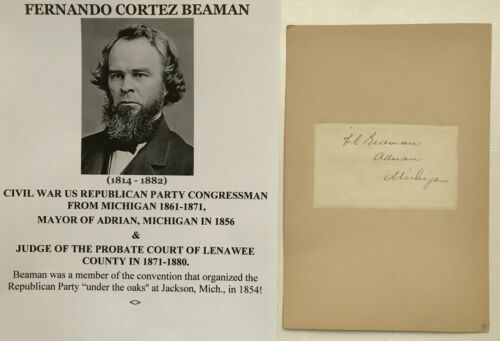 FERNANDO CORTEZ BEAMAN
(1814 - 1882)
CIVIL WAR US REPUBLICAN PARTY CONGRESSMAN
FROM MICHIGAN 1861-1871,
MAYOR OF ADRIAN, MICHIGAN IN 1856
&
JUDGE OF THE PROBATE COURT OF LENAWEE
COUNTY IN 1871-1880.
Beaman was a member of the convention that organized the
Republican Party “under the oaks" at Jackson, Mich., in 1854!
F C Beaman
Adrian
Michigan